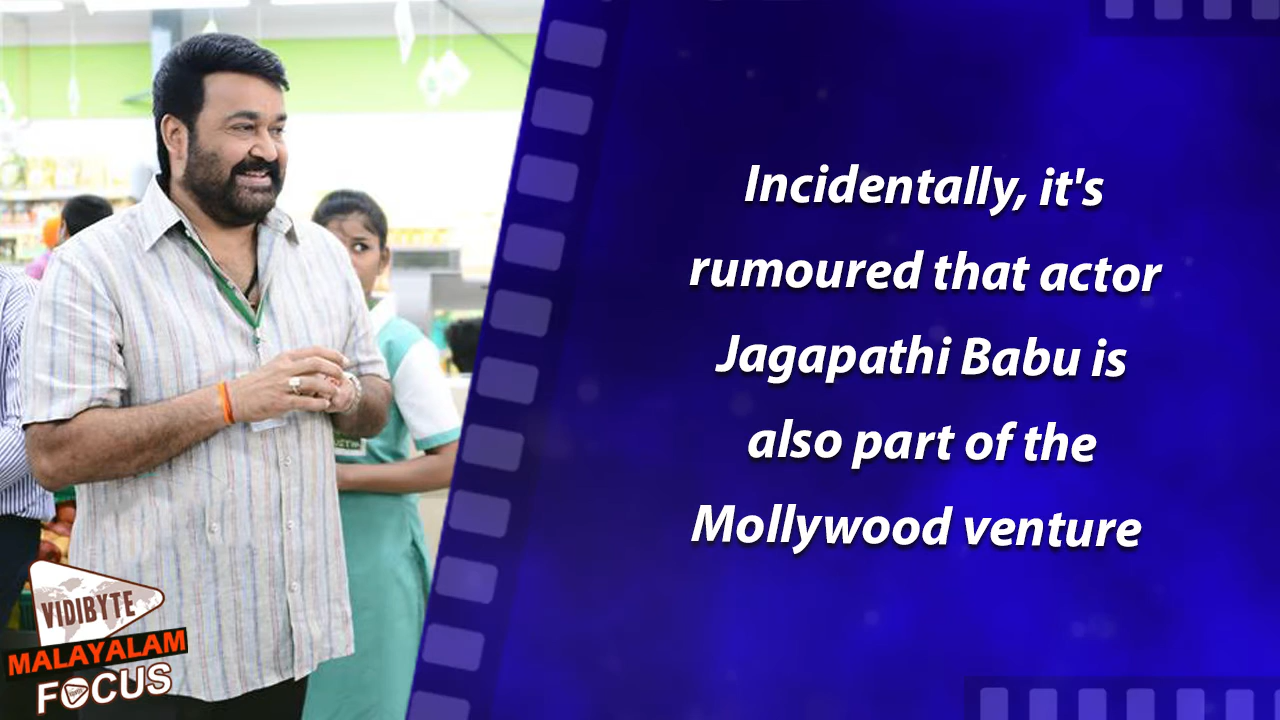 Incidentally, it's
rumoured that actor
Jagapathi Babu is
also part of the
Mollywood venture
VIDIBYTE
MALAYALAM
FOCUS